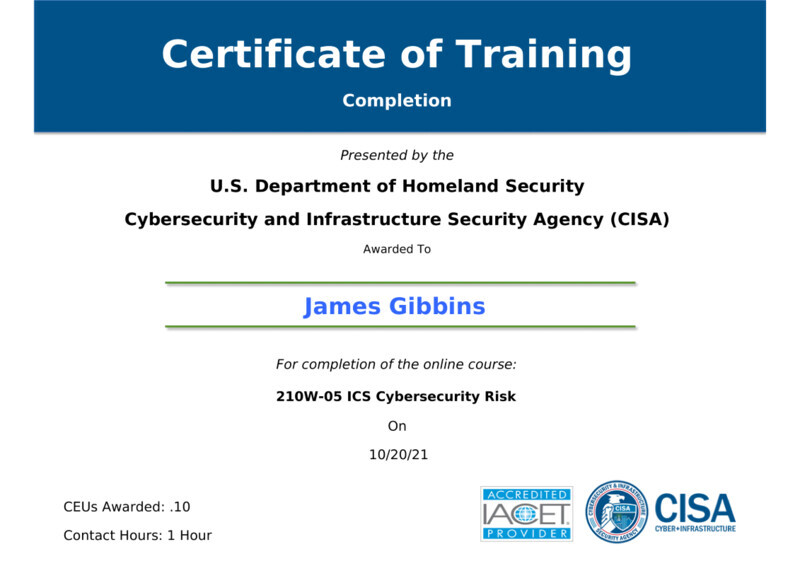 Certificate of Training
Completion
Presented by the
U.S. Department of Homeland Security
Cybersecurity and Infrastructure Security Agency (CISA)
Awarded To
James Gibbins
For completion of the online course:
210W-05 ICS Cybersecurity Risk
On
10/20/21
CEUs Awarded: .10
Contact Hours: 1 Hour
ACCREDITED
IACET
PROVIDER
CYBERSECURITY & INFRASTRUCTURE
CISA
SECURITY AGENCY
CISA
CYBER+INFRASTRUCTURE